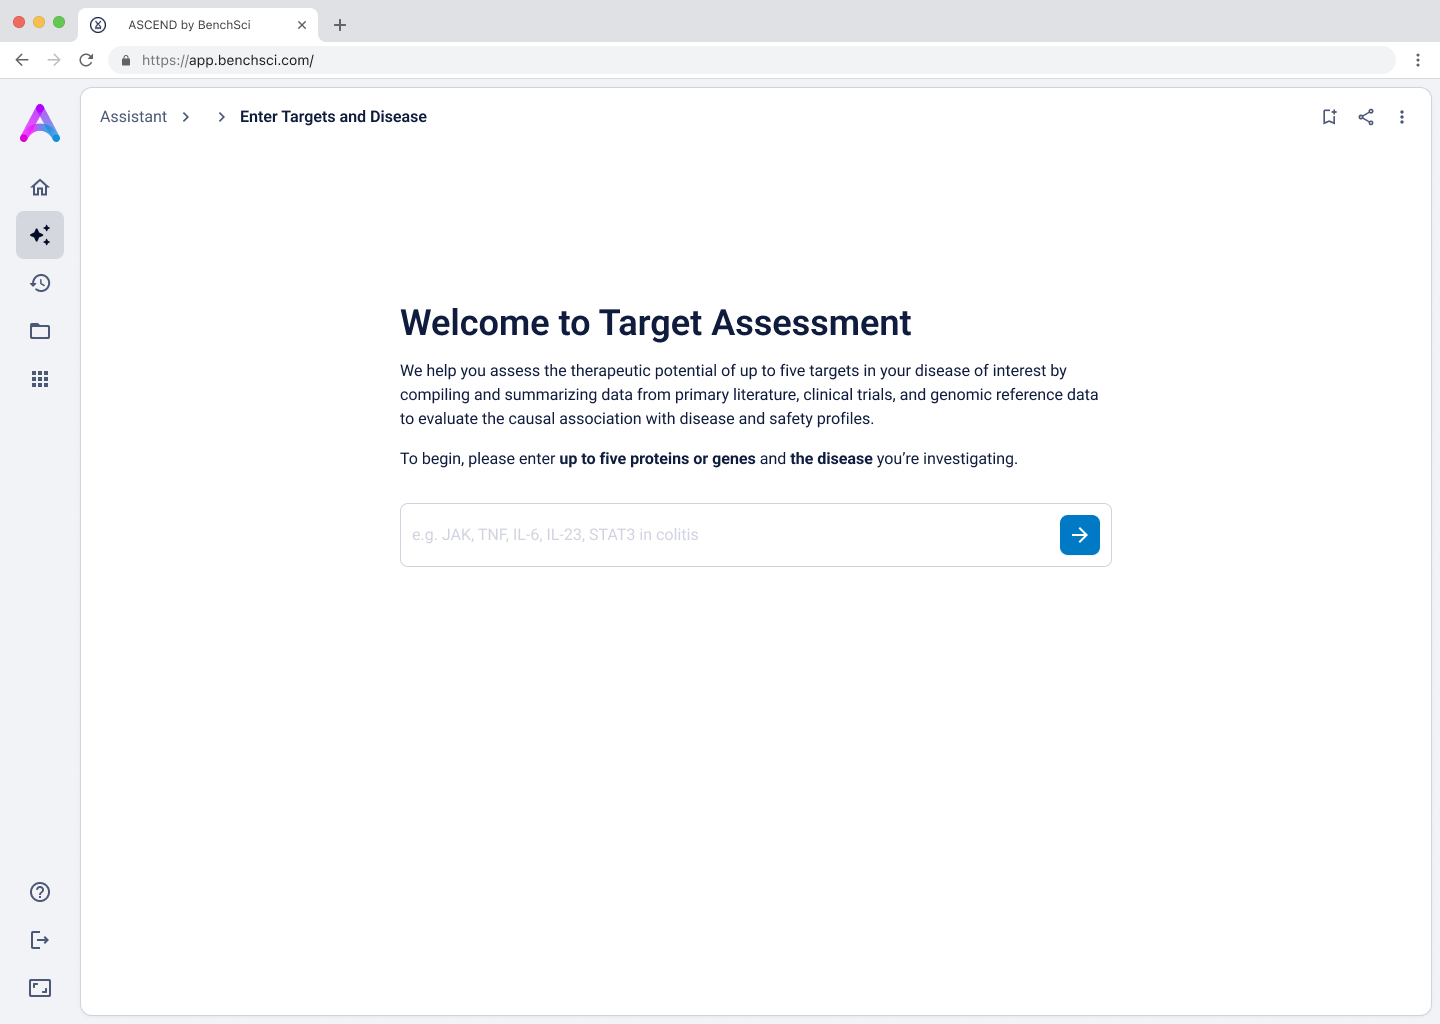 ASCEND by BenchSci
https://app.benchsci.com/
Assistant
Enter Targets and Disease
Welcome to Target Assessment
We help you assess the therapeutic potential of up to five targets in your disease of interest by
compiling and summarizing data from primary literature, clinical trials, and genomic reference data
to evaluate the causal association with disease and safety profiles.
To begin, please enter up to five proteins or genes and the disease you’re investigating.
e.g. JAK, TNF, IL-6, IL-23, STAT3 in colitis